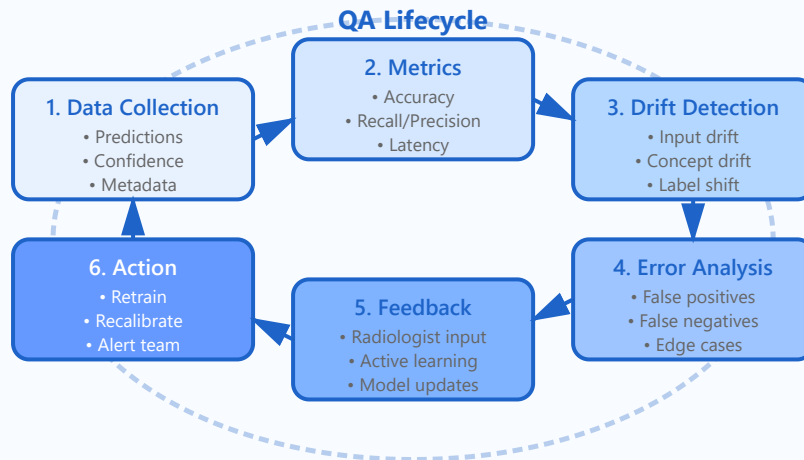 QA Lifecycle
1. Data Collection
• Predictions
• Confidence
• Metadata
2. Metrics
• Accuracy
• Recall/Precision
• Latency
3. Drift Detection
• Input drift
• Concept drift
• Label shift
4. Error Analysis
• False positives
• False negatives
• Edge cases
5. Feedback
• Radiologist input
• Active learning
• Model updates
6. Action
• Retrain
• Recalibrate
• Alert team